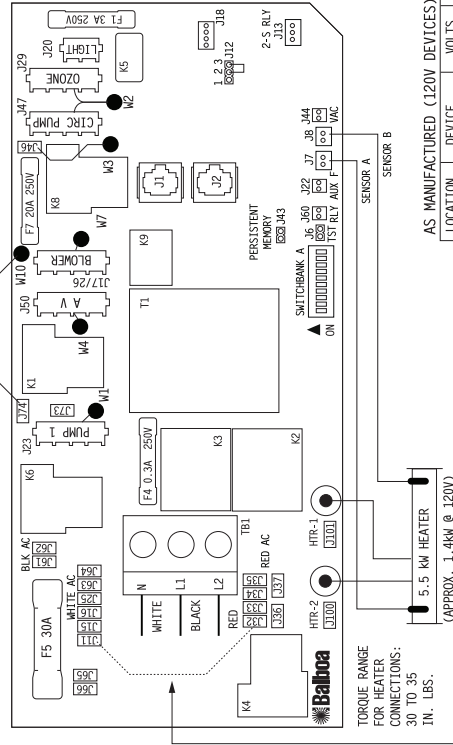 F1 3A 250V
J18
J20
LIGHT
K5
J12
1 2 3
2-S RLY
J13
J29
OZONE
W2
J47
CIRC PUMP
J46
W3
J44
VAC
J8
J7
SENSOR B
SENSOR A
F7 20A 250V
K8
J1
J2
J22
AUX F
W7
J60
RLY
J6
TST
PERSISTENT
MEMORY
J43
W10
BLOWER
J17/26
K9
SWITCHBANK A
ON
J50
A V
W4
T1
K1
J74
J73
W1
J23
PUMP 1
F4 0.3A 250V
K3
K2
K6
TB1
BLK AC
J62
J61
RED AC
HTR-1
J101
5.5 kW HEATER
(APPROX. 1.4kW @ 120V)
F5 30A
WHITE AC
J64
J63
J25
J16
J15
J11
N
L1
L2
WHITE
BLACK
RED
J35
J34
J33
J32
J37
J36
HTR-2
J100
J65
J66
K4
Balboa
TORQUE RANGE
FOR HEATER
CONNECTIONS:
30 TO 35
IN. LBS.
AS MANUFACTURED (120V DEVICES)
LOCATION
DEVICE
VOLTS